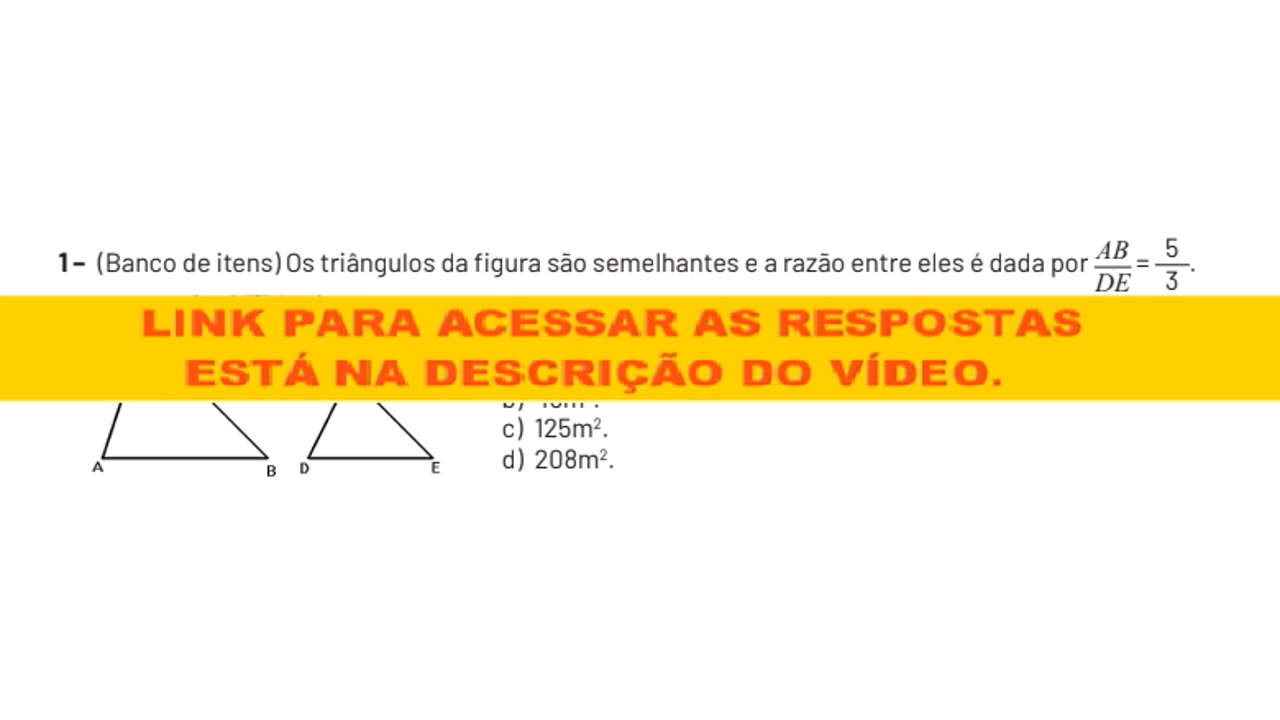 1– (Banco de itens) Os triângulos da figura são semelhantes e a razão entre eles é dada por AB/DE = 5/3.
LINK PARA ACESSAR AS RESPOSTAS
ESTÁ NA DESCRIÇÃO DO VÍDEO.
c) 125m².
d) 208m².
A B D E